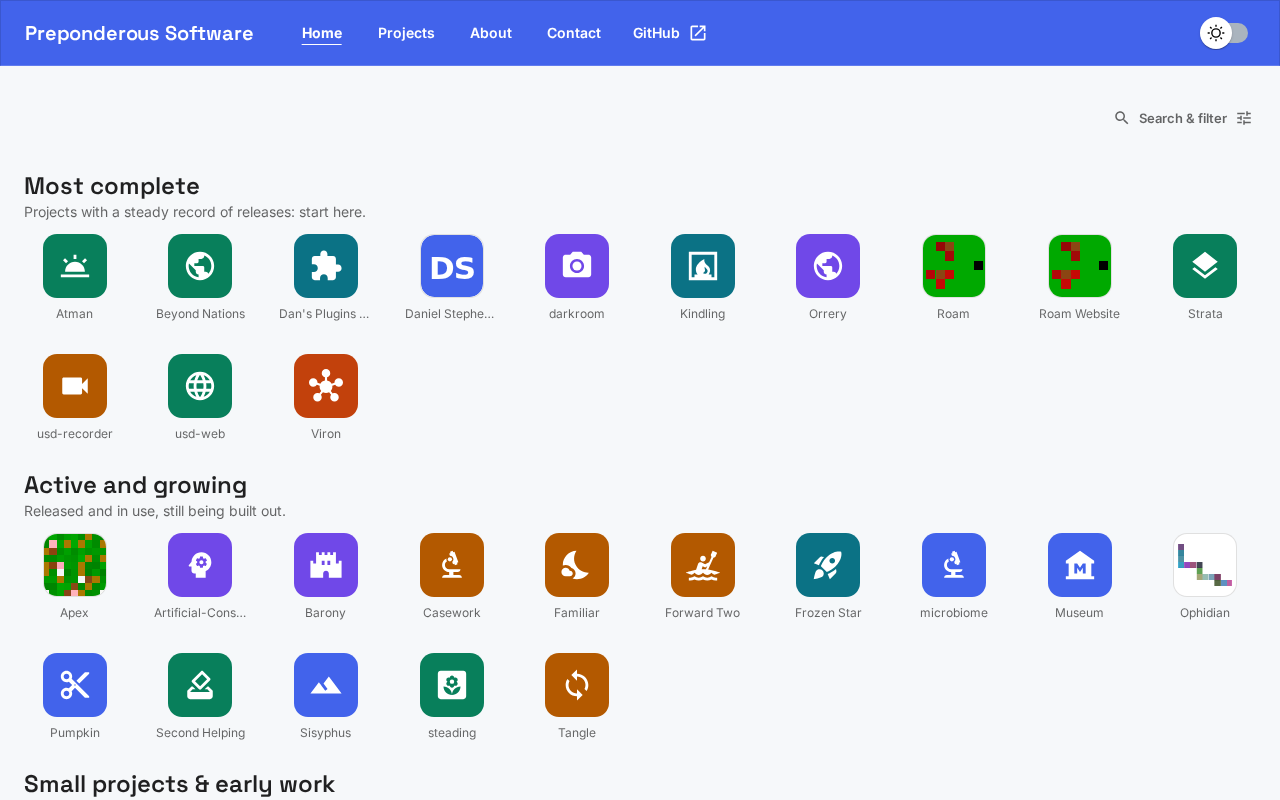 Preponderous Software Home Projects About Contact GitHub
Search & filter
Most complete
Projects with a steady record of releases: start here.
DS
Atman Beyond Nations Dan's Plugins ... Daniel Stephe... darkroom Kindling Orrery Roam Roam Website Strata
usd-recorder usd-web Viron
Active and growing
Released and in use, still being built out.
M
Apex Artificial-Cons... Barony Casework Familiar Forward Two Frozen Star microbiome Museum Ophidian
Pumpkin Second Helping Sisyphus steading Tangle
Small projects & early work